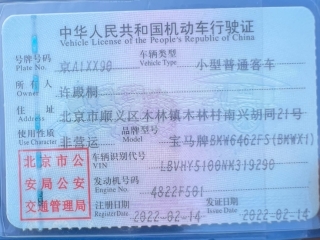 中华人民共和国机动车行驶证
Vehicle License of the People's Republic of China
号牌号码 京A1XX90 车辆类型 小型普通客车
Plate No. Vehicle Type
所有人 许殿桐
Owner
住址 北京市顺义区木林镇木林村南兴胡同21号
Address
使用性质 非营运 品牌型号 宝马牌BMW6462FS(BMWX1)
Use Character Model
北京市公安局公安交通管理局
车辆识别代号 LBVHY5100NM319290
VIN
发动机号码 4822F501
Engine No.
注册日期 2022-02-14 发证日期 2022-02-14
Register Date Issue Date